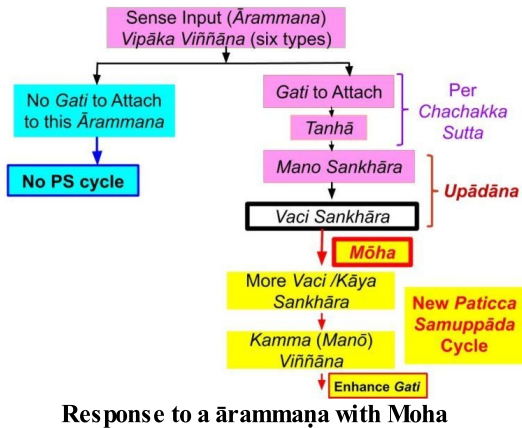 Sense Input (Ārammana)
Vipāka Viññāna (six types)
No Gati to Attach
to this Ārammana
No PS cycle
Gati to Attach
Tanhā
Per
Chachakka
Sutta
Mano Sankhāra
Vaci Sankhāra
Upādāna
Mōha
More Vaci /Kāya
Sankhāra
Kamma (Manō)
Viññāna
Enhance Gati
New Paticca
Samuppāda
Cycle
Response to a ārammaṇa with Moha